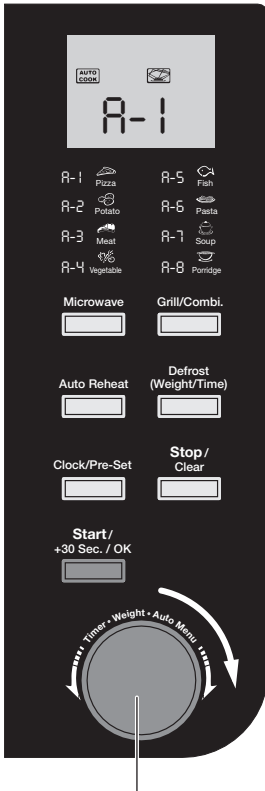 AUTO
COOK
A-1
A-1 Pizza A-5 Fish
A-2 Potato A-6 Pasta
A-3 Meat A-7 Soup
A-4 Vegetable A-8 Porridge
Microwave Grill/Combi.
Auto Reheat Defrost
(Weight/Time)
Clock/Pre-Set Stop/
Clear
Start/
+30 Sec. / OK
Timer • Weight • Auto Menu